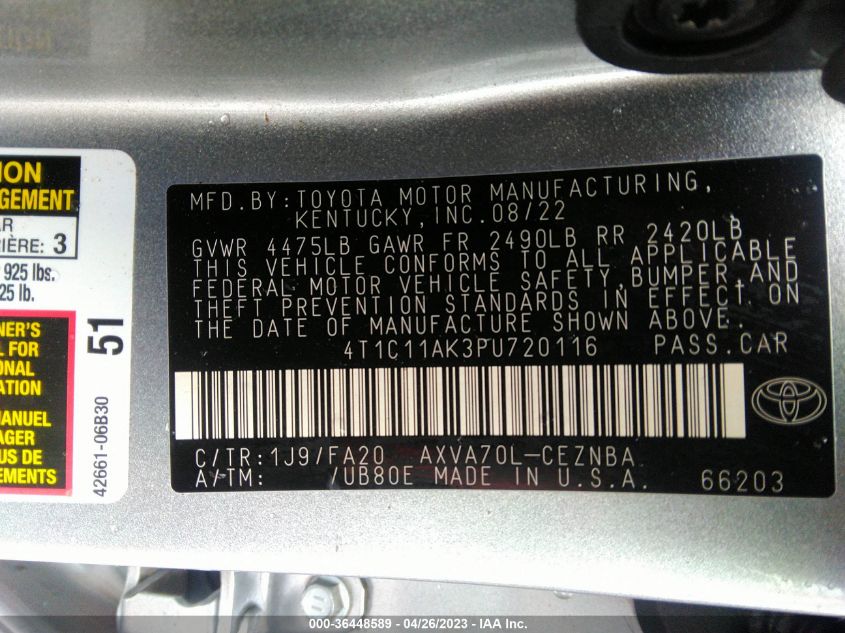 ION
GEMENT
AR
IÈRE: 3
925 lbs.
25 lb.
NER'S
L FOR
IONAL
ATION
MANUEL
AGER
US DE
EMENTS
51
42661-06B30
MFD.BY:TOYOTA MOTOR MANUFACTURING,
KENTUCKY,INC.08/22
GVWR 4475LB GAWR FR 2490LB RR 2420LB
THIS VEHICLE CONFORMS TO ALL APPLICABLE
FEDERAL MOTOR VEHICLE SAFETY,BUMPER,AND
THEFT PREVENTION STANDARDS IN EFFECT ON
THE DATE OF MANUFACTURE SHOWN ABOVE.
4T1C11AK3PU720116 PASS.CAR
C/TR:1J9/FA20 AXVA70L-CEZNBA
A/TM: /UB80E MADE IN U.S.A. 66203
000-36448589 - 04/26/2023 - IAA Inc.